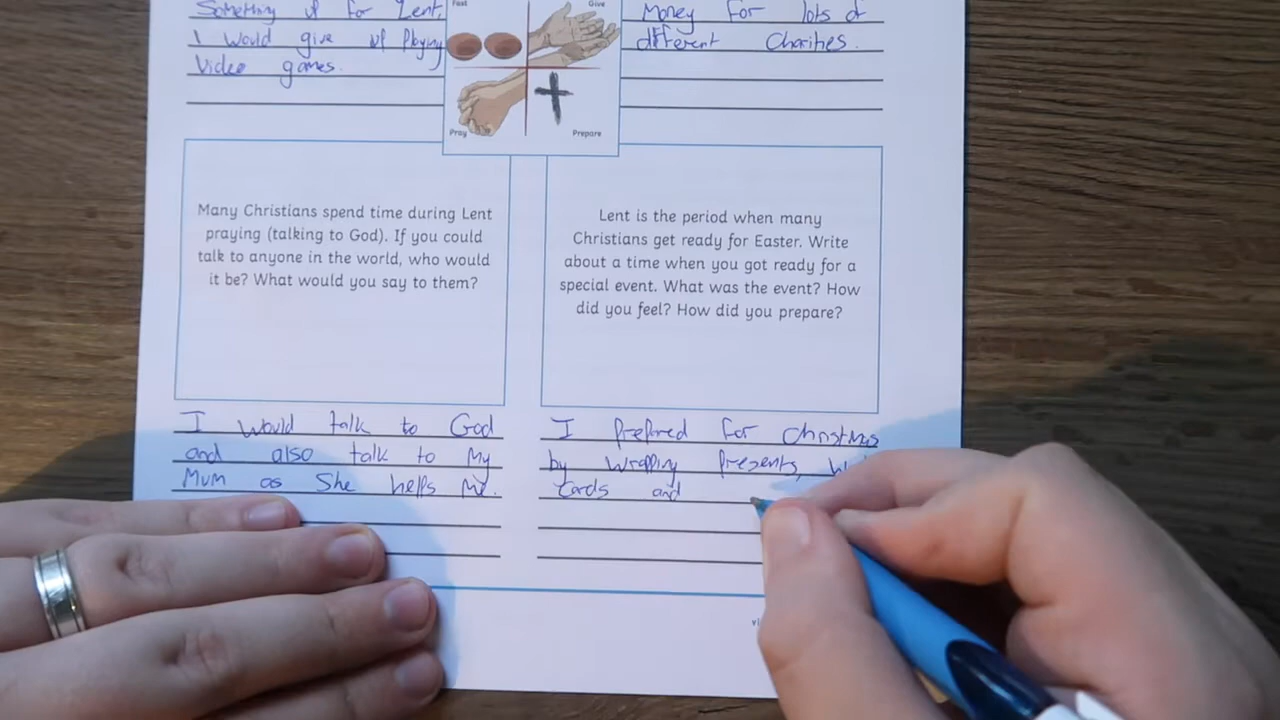 Something up for Lent,
I would give up Playing
Video games.
Fast
Give
Pray
Prepare
Money for lots of
different Charities.
Many Christians spend time during Lent
praying (talking to God). If you could
talk to anyone in the world, who would
it be? What would you say to them?
Lent is the period when many
Christians get ready for Easter. Write
about a time when you got ready for a
special event. What was the event? How
did you feel? How did you prepare?
I would talk to God
and also talk to My
Mum as She helps Me.
I prepared for Christmas
by wrapping presents,
Cards and